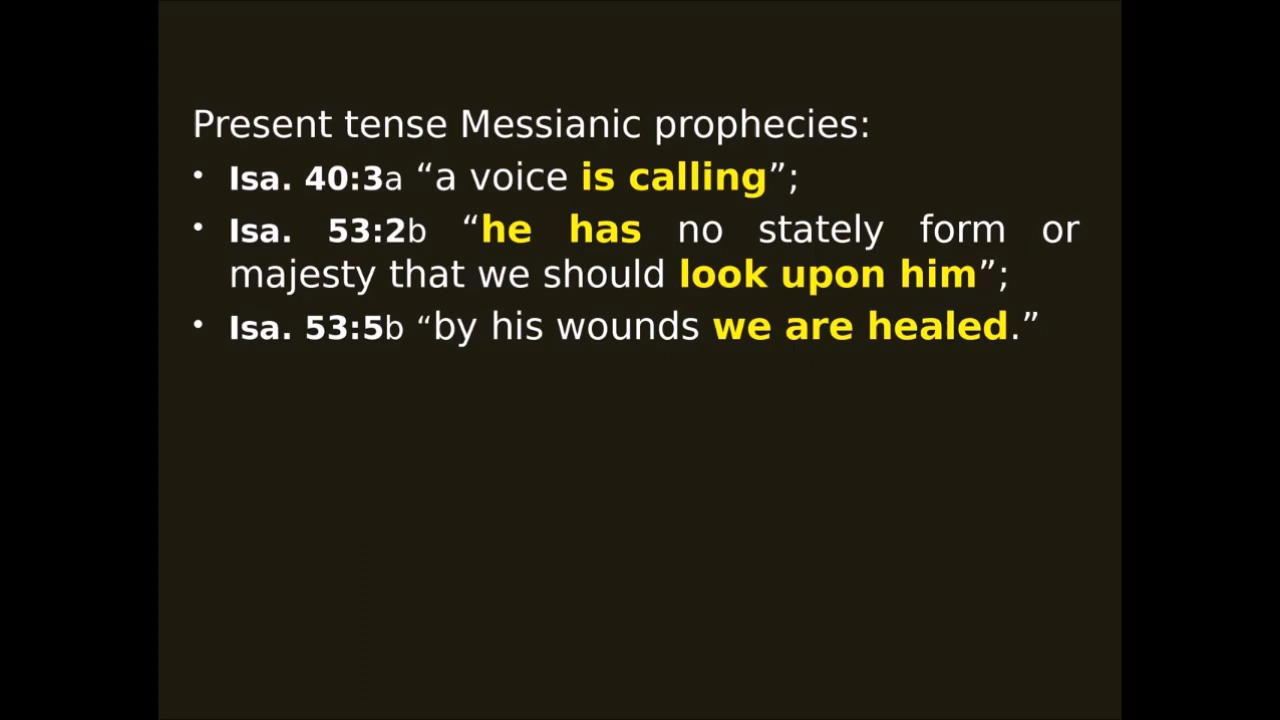 Present tense Messianic prophecies:
• Isa. 40:3a “a voice is calling”;
• Isa. 53:2b “he has no stately form or
majesty that we should look upon him”;
• Isa. 53:5b “by his wounds we are healed.”